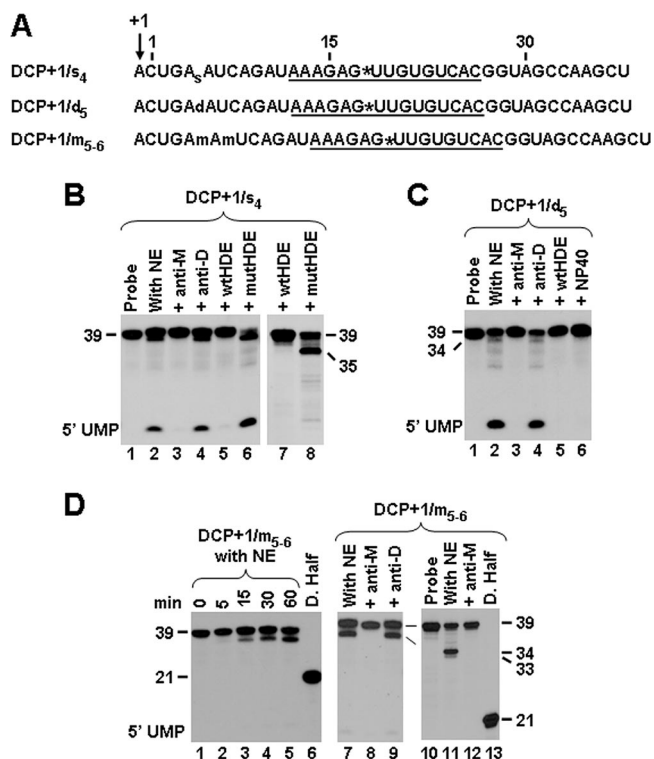 A
+1
1 15 30
DCP+1/s4 ACUGAsAUCAGAUAAAGAG*UUGUGUCACGGUAGCCAAGCU
DCP+1/d5 ACUGAdAUCAGAUAAAGAG*UUGUGUCACGGUAGCCAAGCU
DCP+1/m5-6 ACUGAmAmUCAGAUAAAGAG*UUGUGUCACGGUAGCCAAGCU
B
DCP+1/s4
Probe
With NE
+ anti-M
+ anti-D
+ wtHDE
+ mutHDE
+ wtHDE
+ mutHDE
39
39
35
5' UMP
1 2 3 4 5 6 7 8
C
DCP+1/d5
Probe
With NE
+ anti-M
+ anti-D
+ wtHDE
+ NP40
39
34
5' UMP
1 2 3 4 5 6
D
DCP+1/m5-6
with NE
min 0 5 15 30 60
D. Half
39
21
5' UMP
1 2 3 4 5 6
DCP+1/m5-6
With NE
+ anti-M
+ anti-D
Probe
With NE
+ anti-M
D. Half
39
34
33
21
7 8 9 10 11 12 13